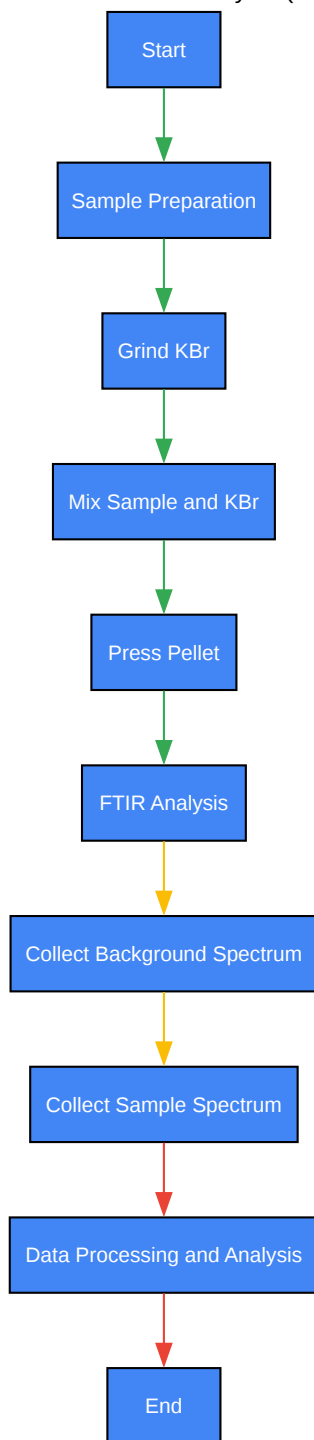 Start
Sample Preparation
Grind KBr
Mix Sample and KBr
Press Pellet
FTIR Analysis
Collect Background Spectrum
Collect Sample Spectrum
Data Processing and Analysis
End